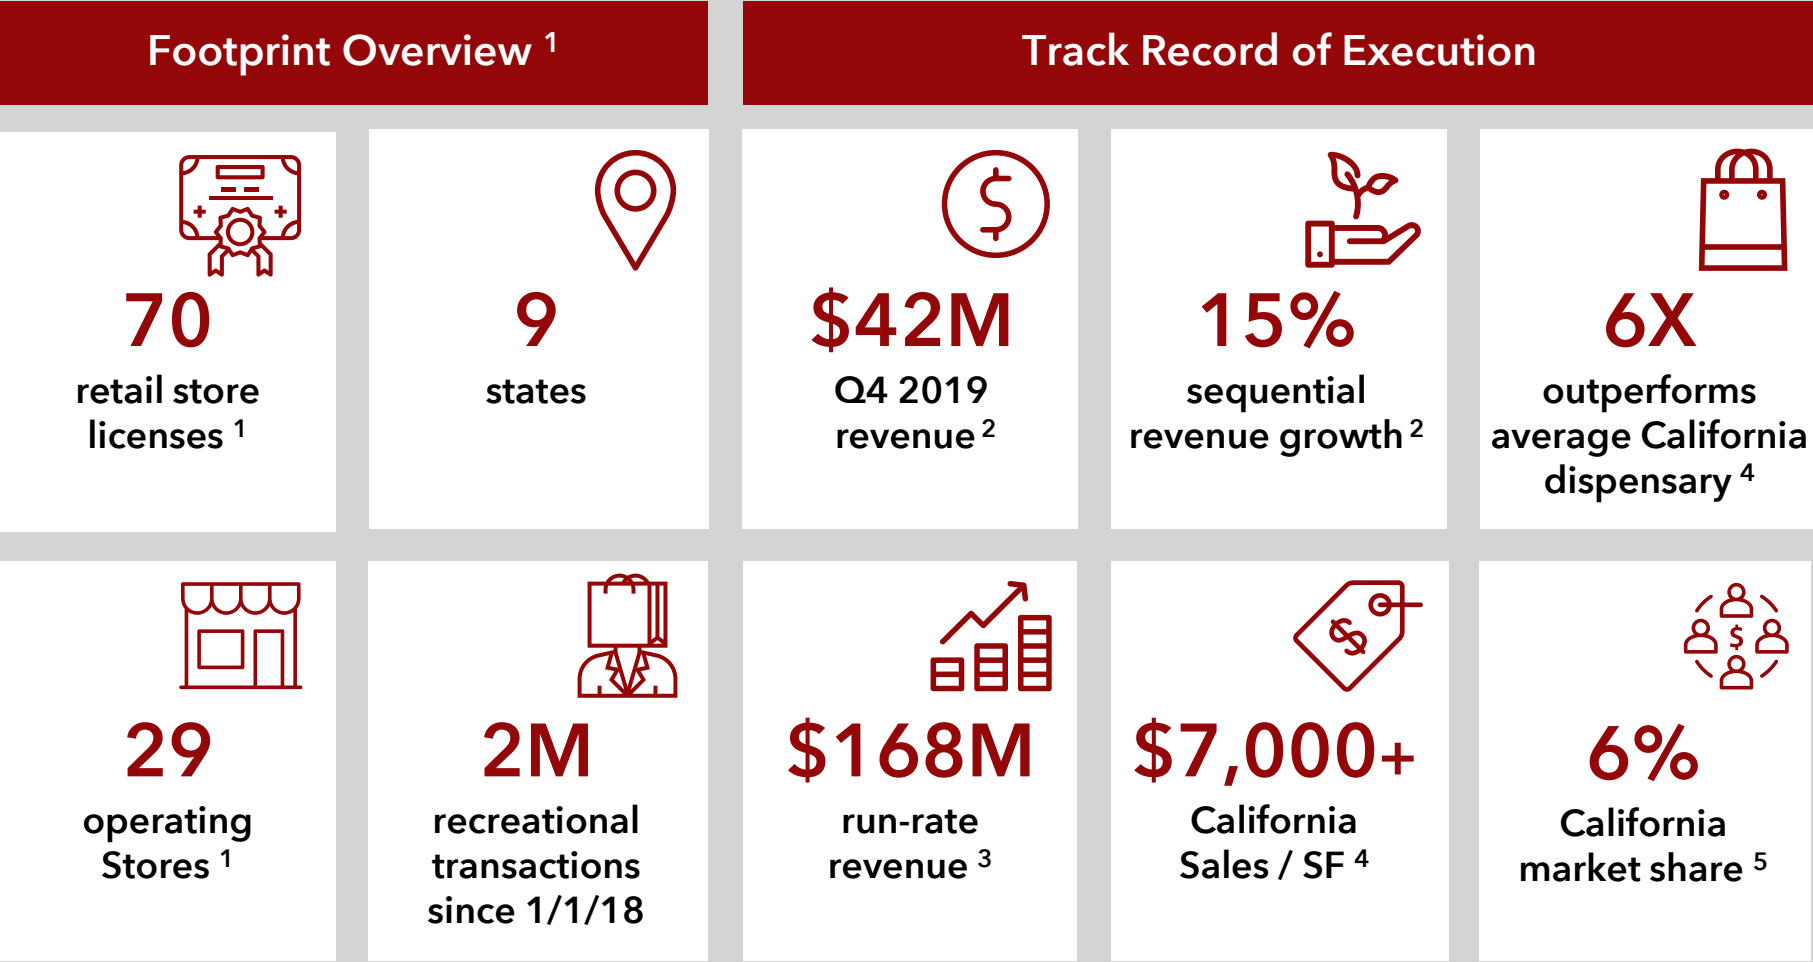 Footprint Overview 1
Track Record of Execution
70
retail store
licenses 1
9
states
$42M
Q4 2019
revenue 2
15%
sequential
revenue growth 2
6X
outperforms
average California
dispensary 4
29
operating
Stores 1
2M
recreational
transactions
since 1/1/18
$168M
run-rate
revenue 3
$7,000+
California
Sales / SF 4
6%
California
market share 5